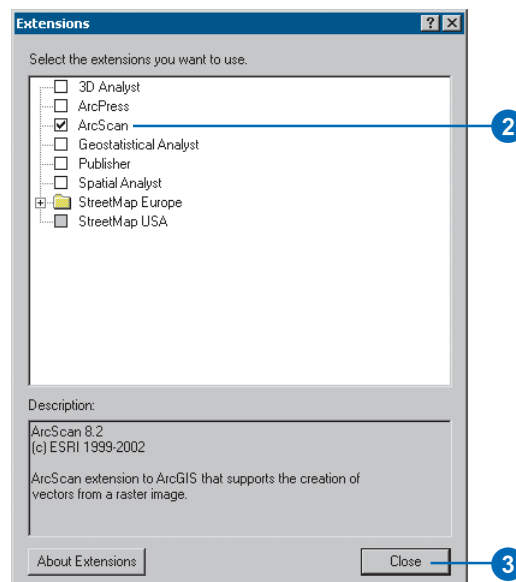 Extensions
Select the extensions you want to use.
3D Analyst
ArcPress
ArcScan
2
Geostatistical Analyst
Publisher
Spatial Analyst
StreetMap Europe
StreetMap USA
Description:
ArcScan 8.2
(c) ESRI 1999-2002
ArcScan extension to ArcGIS that supports the creation of
vectors from a raster image.
About Extensions
Close
3